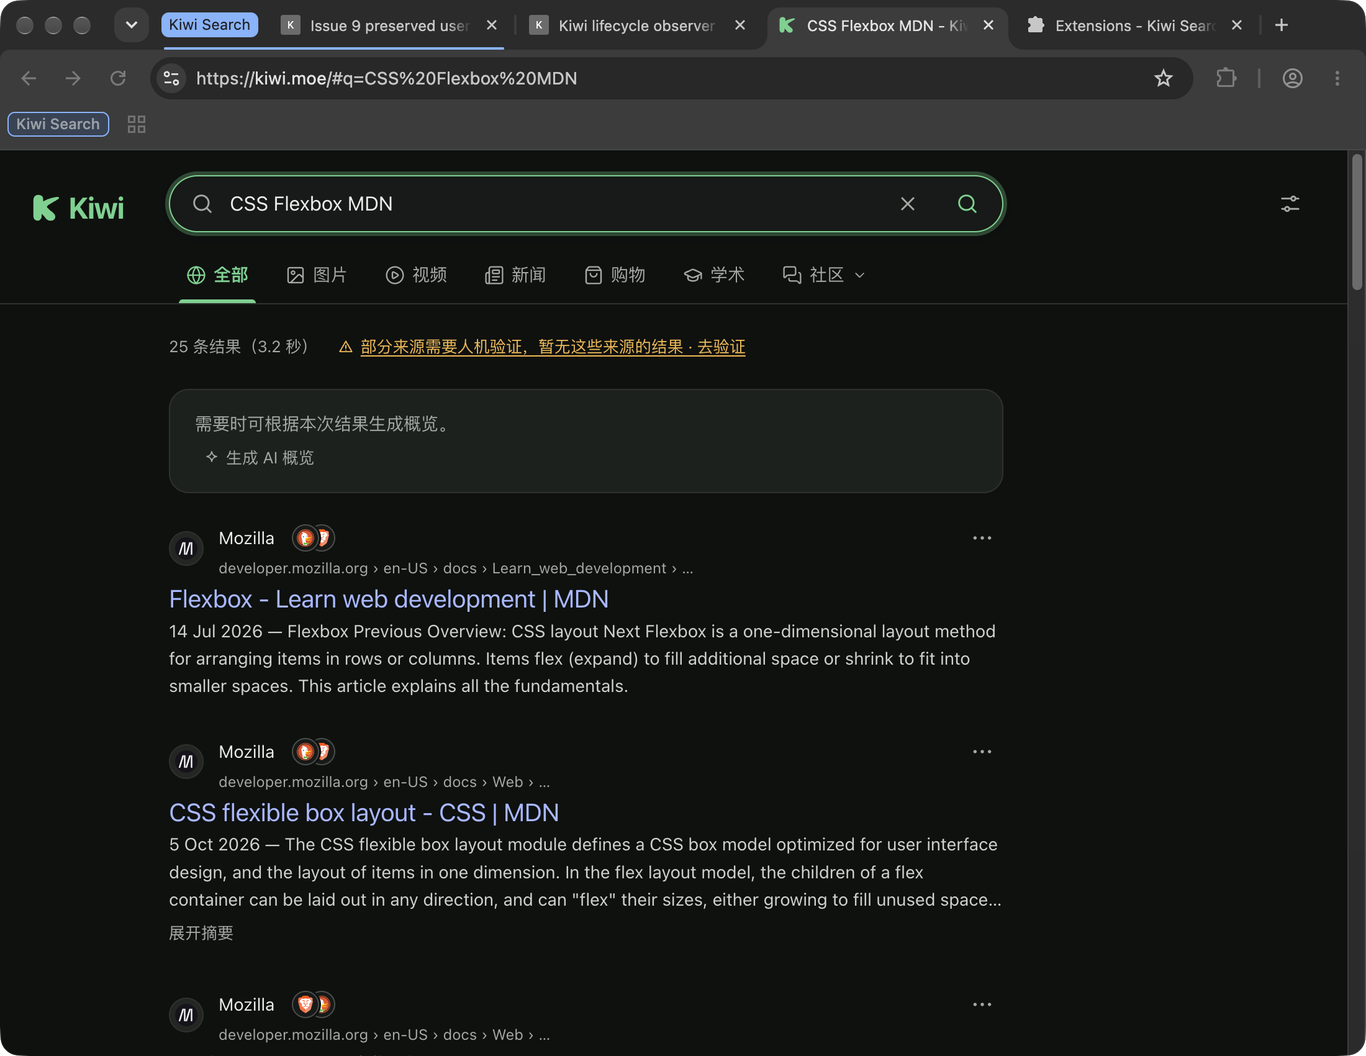 Kiwi Search
K Issue 9 preserved user
K Kiwi lifecycle observer
CSS Flexbox MDN - Kiw
Extensions - Kiwi Searc
https://kiwi.moe/#q=CSS%20Flexbox%20MDN
Kiwi Search
Kiwi
CSS Flexbox MDN
全部 图片 视频 新闻 购物 学术 社区
25 条结果（3.2 秒） 部分来源需要人机验证，暂无这些来源的结果 · 去验证
需要时可根据本次结果生成概览。
生成 AI 概览
Mozilla
developer.mozilla.org › en-US › docs › Learn_web_development › ...
Flexbox - Learn web development | MDN
14 Jul 2026 — Flexbox Previous Overview: CSS layout Next Flexbox is a one-dimensional layout method
for arranging items in rows or columns. Items flex (expand) to fill additional space or shrink to fit into
smaller spaces. This article explains all the fundamentals.
Mozilla
developer.mozilla.org › en-US › docs › Web › ...
CSS flexible box layout - CSS | MDN
5 Oct 2026 — The CSS flexible box layout module defines a CSS box model optimized for user interface
design, and the layout of items in one dimension. In the flex layout model, the children of a flex
container can be laid out in any direction, and can "flex" their sizes, either growing to fill unused space...
展开摘要
Mozilla
developer.mozilla.org › en-US › docs › Web › ...